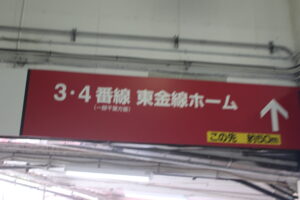 3・4番線 東金線ホーム
(一部千葉方面)
この先 約50m